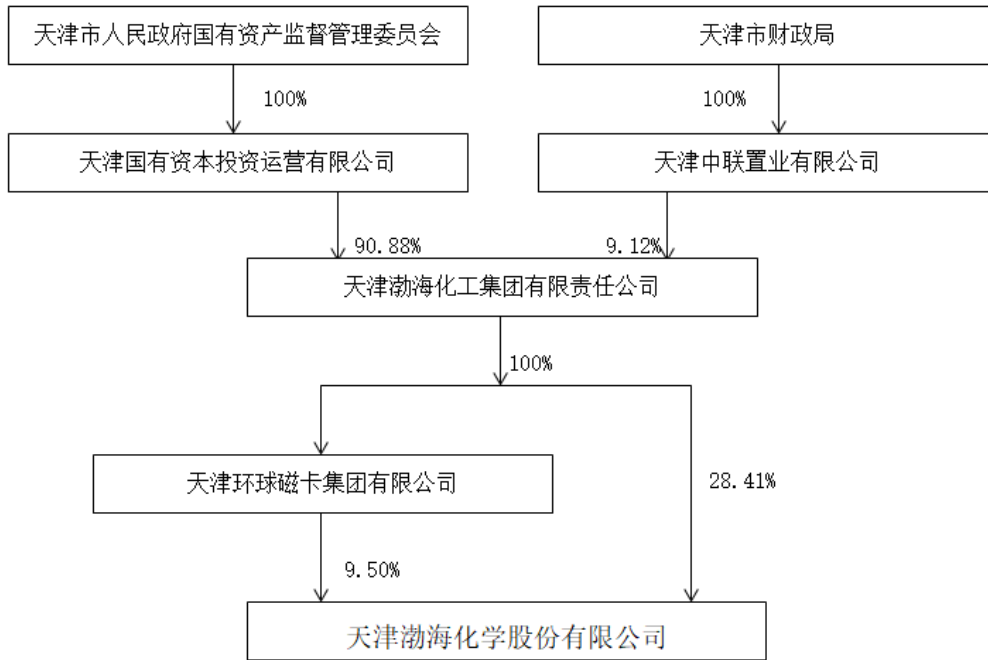 天津市人民政府国有资产监督管理委员会
天津市财政局
100%
100%
天津国有资本投资运营有限公司
天津中联置业有限公司
90.88%
9.12%
天津渤海化工集团有限责任公司
100%
天津环球磁卡集团有限公司
28.41%
9.50%
天津渤海化学股份有限公司